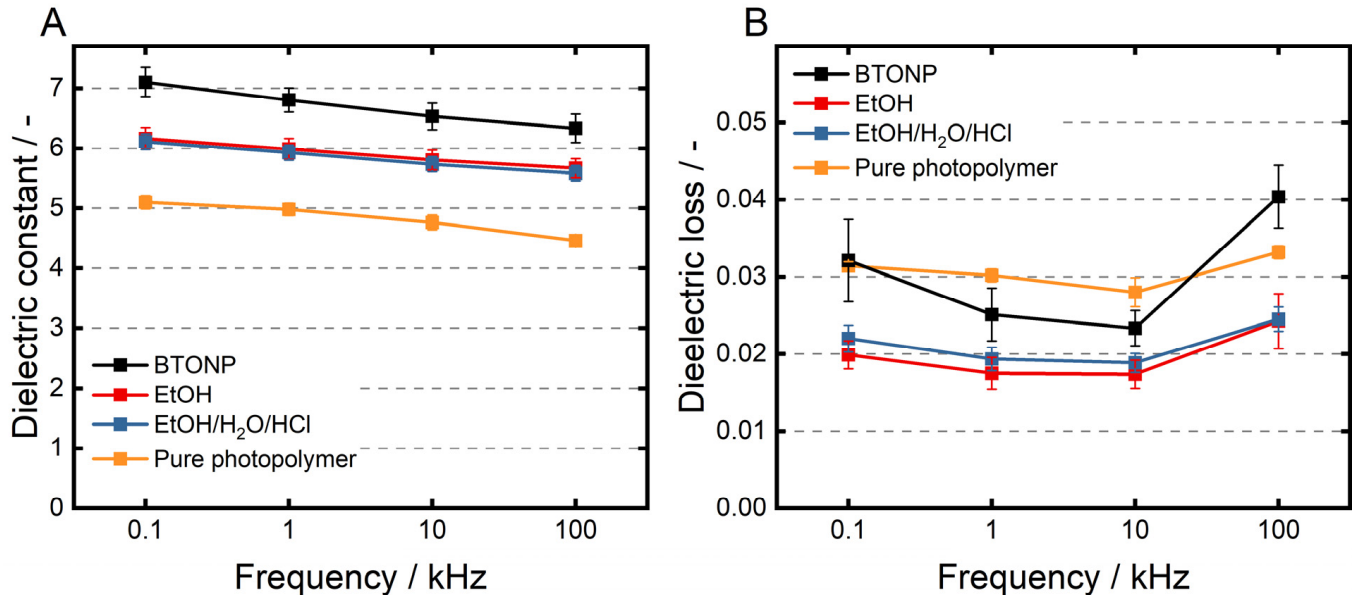 A
Dielectric constant / -
7
6
5
4
3
2
1
0
BTONP
EtOH
EtOH/H₂O/HCl
Pure photopolymer
0.1 1 10 100
Frequency / kHz
B
Dieelectric loss / -
BTONP
EtOH
EtOH/H₂O/HCl
Pure photopolymer
0.05
0.04
0.03
0.02
0.01
0.00
0.1 1 10 100
Frequency / kHz